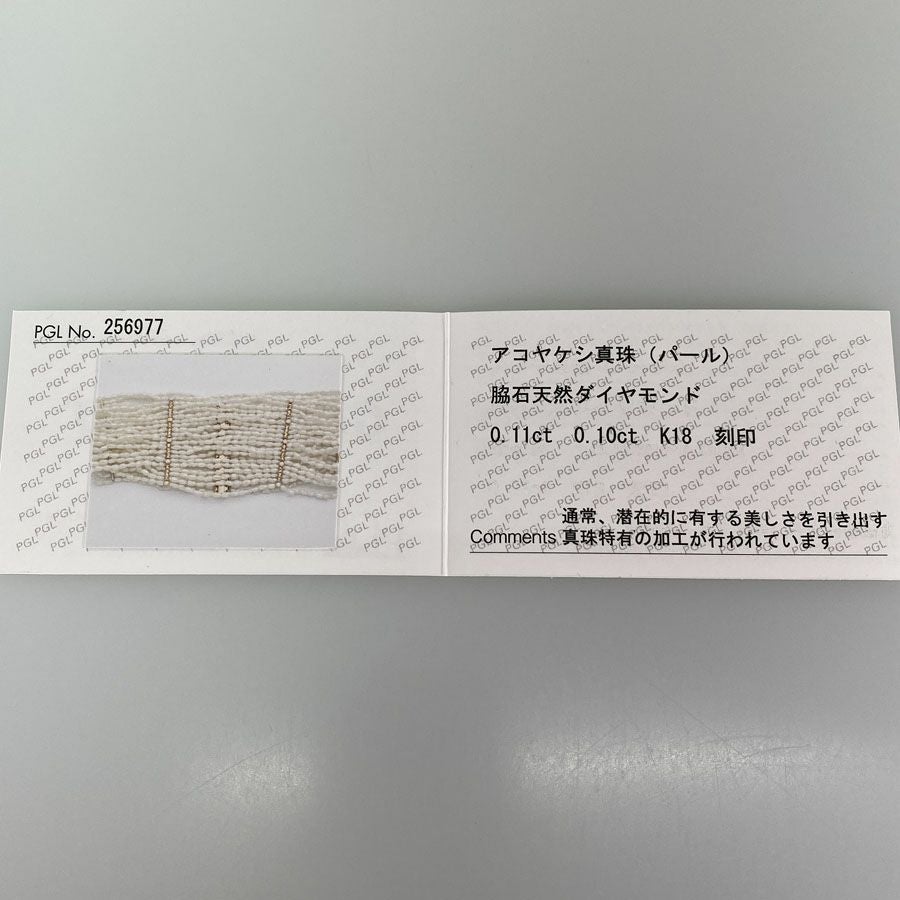 PGL No. 256977
アコヤケシ真珠（パール）
脇石天然ダイヤモンド
0.11ct 0.10ct K18 刻印
通常、潜在的に有する美しさを引き出す
Comments 真珠特有の加工が行われています